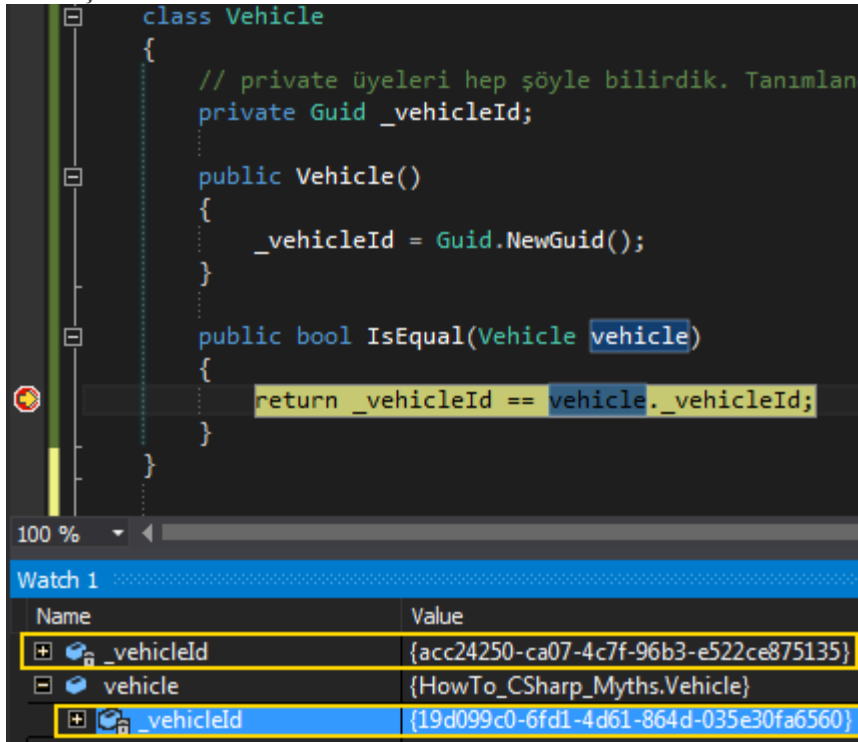 class Vehicle
{
// private üyeleri hep şöyle bilirdik. Tanımlan
private Guid _vehicleId;
public Vehicle()
{
_vehicleId = Guid.NewGuid();
}
public bool IsEqual(Vehicle vehicle)
{
return _vehicleId == vehicle._vehicleId;
}
}
100 %
Watch 1
Name Value
_vehicleId {acc24250-ca07-4c7f-96b3-e522ce875135}
vehicle {HowTo_CSharp_Myths.Vehicle}
_vehicleId {19d099c0-6fd1-4d61-864d-035e30fa6560}